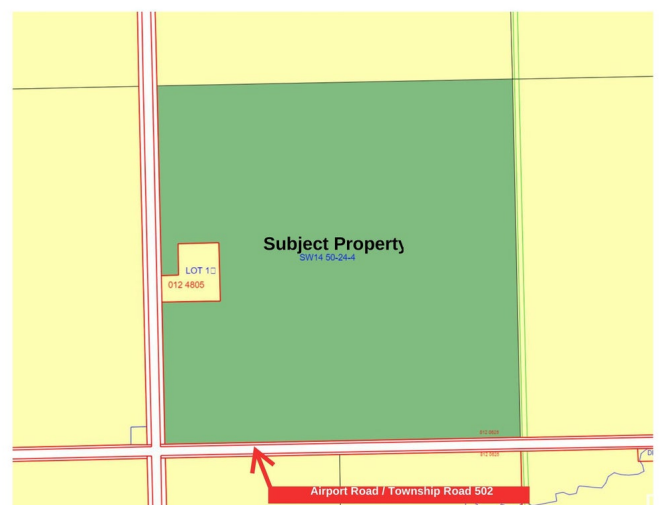 Subject Property
SW14 50-24-4
LOT 1
012 4805
Airport Road / Township Road 502